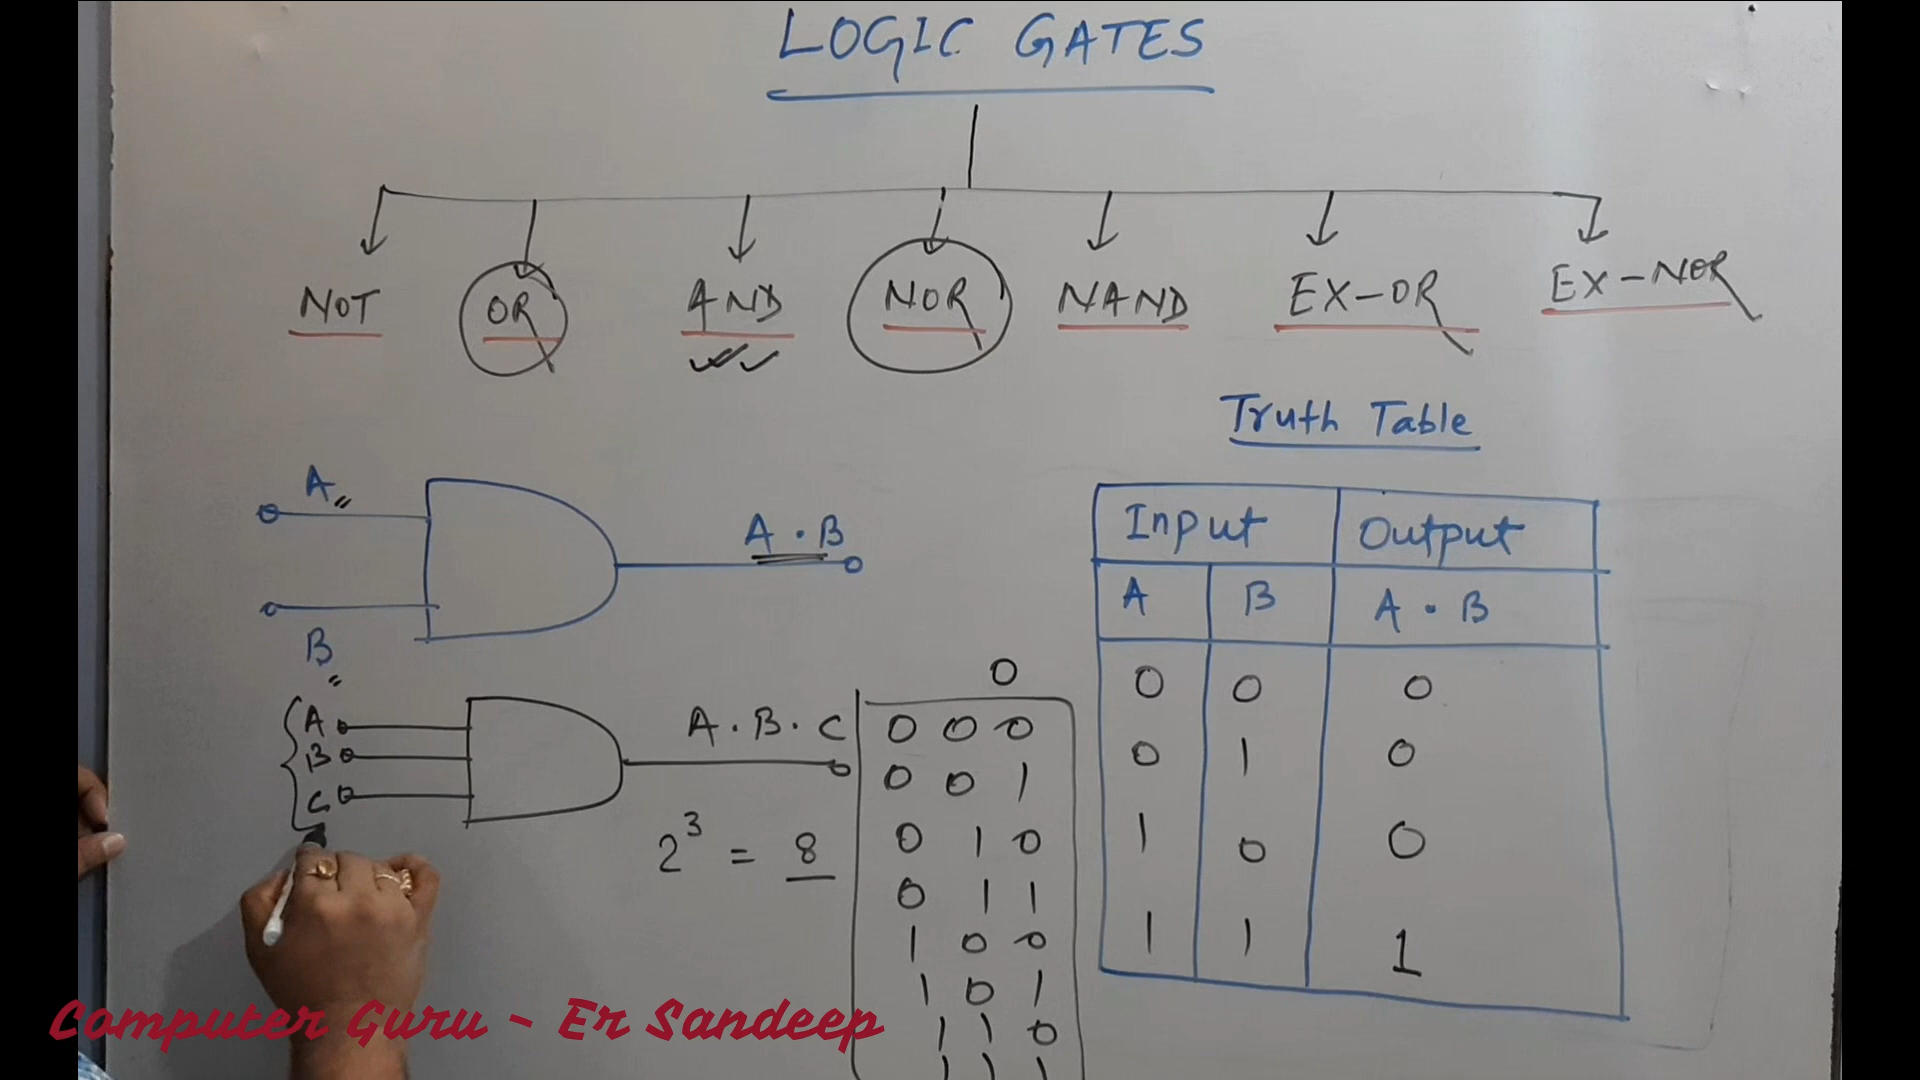 LOGIC GATES
NOT OR AND NOR NAND EX-OR EX-NOR
Truth Table
A
B
A · B
Input Output
A B A · B
0 0 0
0 1 0
1 0 0
1 1 1
A
B
C
A · B · C
2³ = 8
0
0 0 0
0 0 1
0 1 0
0 1 1
1 0 0
1 0 1
1 1 0
1 1 1
Computer Guru - Er Sandeep